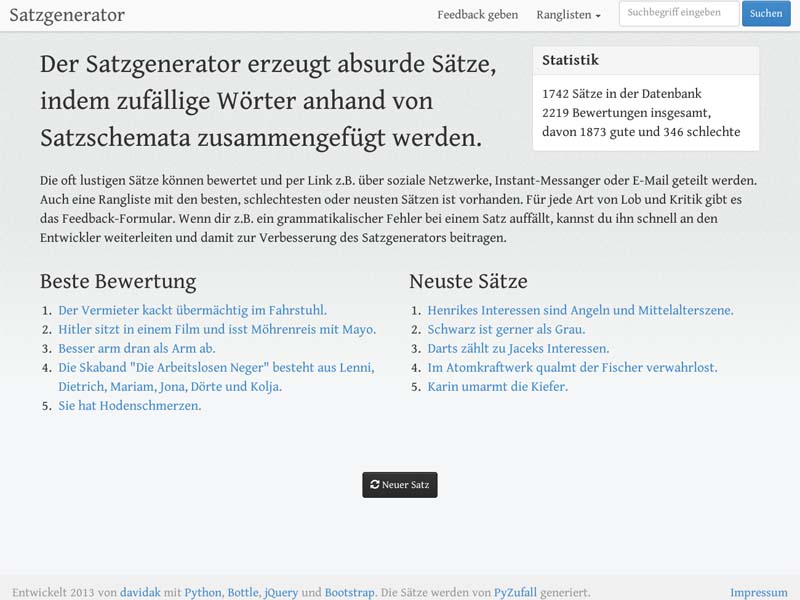 Satzgenerator
Feedback geben
Ranglisten
Suchbegriff eingeben
Suchen
Der Satzgenerator erzeugt absurde Sätze,
indem zufällige Wörter anhand von
Satzschemata zusammengefügt werden.
Statistik
1742 Sätze in der Datenbank
2219 Bewertungen insgesamt,
davon 1873 gute und 346 schlechte
Die oft lustigen Sätze können bewertet und per Link z.B. über soziale Netzwerke, Instant-Messanger oder E-Mail geteilt werden.
Auch eine Rangliste mit den besten, schlechtesten oder neusten Sätzen ist vorhanden. Für jede Art von Lob und Kritik gibt es
das Feedback-Formular. Wenn dir z.B. ein grammatikalischer Fehler bei einem Satz auffällt, kannst du ihn schnell an den
Entwickler weiterleiten und damit zur Verbesserung des Satzgenerators beitragen.
Beste Bewertung
1. Der Vermieter kackt übermächtig im Fahrstuhl.
2. Hitler sitzt in einem Film und isst Möhrenreis mit Mayo.
3. Besser arm dran als Arm ab.
4. Die Skaband "Die Arbeitslosen Neger" besteht aus Lenni,
Dietrich, Mariam, Jona, Dörte und Kolja.
5. Sie hat Hodenschmerzen.
Neuste Sätze
1. Henrikes Interessen sind Angeln und Mittelalterszene.
2. Schwarz ist gerner als Grau.
3. Darts zählt zu Jaceks Interessen.
4. Im Atomkraftwerk qualmt der Fischer verwahrlost.
5. Karin umarmt die Kiefer.
Neuer Satz
Entwickelt 2013 von davidak mit Python, Bottle, jQuery und Bootstrap. Die Sätze werden von PyZufall generiert.
Impressum